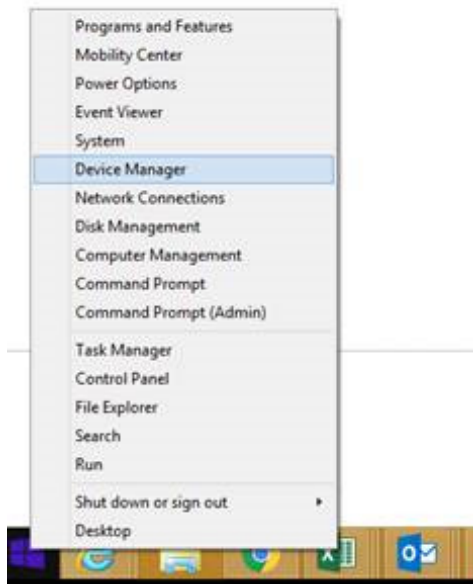 Programs and Features
Mobility Center
Power Options
Event Viewer
System
Device Manager
Network Connections
Disk Management
Computer Management
Command Prompt
Command Prompt (Admin)
Task Manager
Control Panel
File Explorer
Search
Run
Shut down or sign out
Desktop